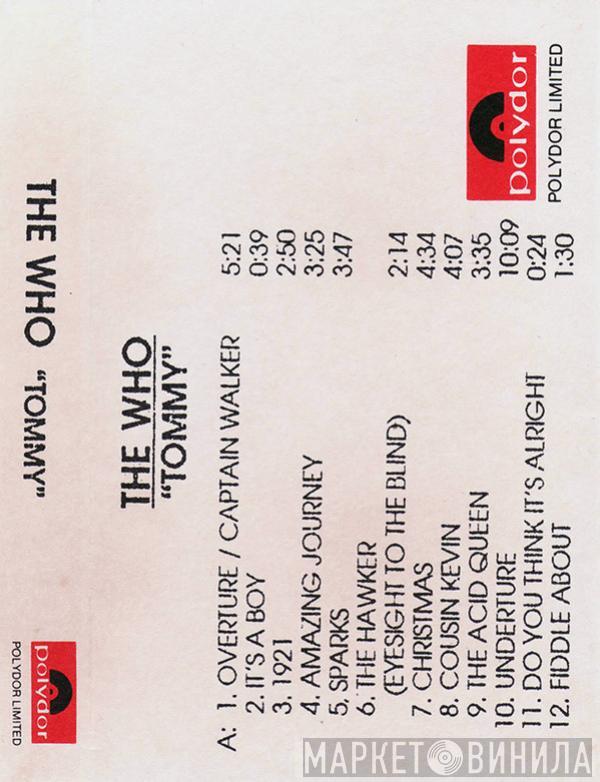 THE WHO "TOMMY"
polydor
POLYDOR LIMITED
THE WHO
"TOMMY"
A: 1. OVERTURE / CAPTAIN WALKER 5:21
2. IT'S A BOY 0:39
3. 1921 2:50
4. AMAZING JOURNEY 3:25
5. SPARKS 3:47
6. THE HAWKER
(EYESIGHT TO THE BLIND) 2:14
7. CHRISTMAS 4:34
8. COUSIN KEVIN 4:07
9. THE ACID QUEEN 3:35
10. UNDERTURE 10:09
11. DO YOU THINK IT'S ALRIGHT 0:24
12. FIDDLE ABOUT 1:30
polydor
POLYDOR LIMITED
МАРКЕТ ВИНИЛА